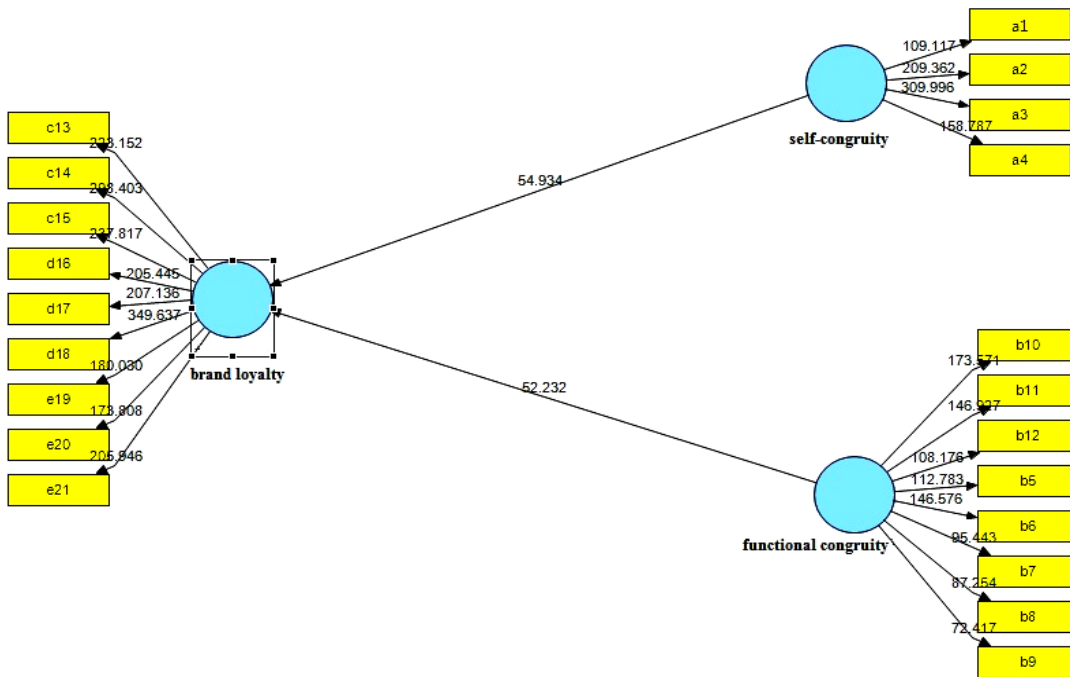 a1
109.117
209.362
a2
309.996
a3
158.787
a4
self-congruity
c13
223.152
c14
298.403
c15
237.817
d16
205.445
d17
207.136
349.637
d18
180.030
e19
173.808
e20
205.946
e21
brand loyalty
54.934
52.232
b10
173.571
b11
146.927
b12
108.176
112.783
b5
146.576
b6
95.443
b7
87.254
b8
72.417
b9
functional congruity